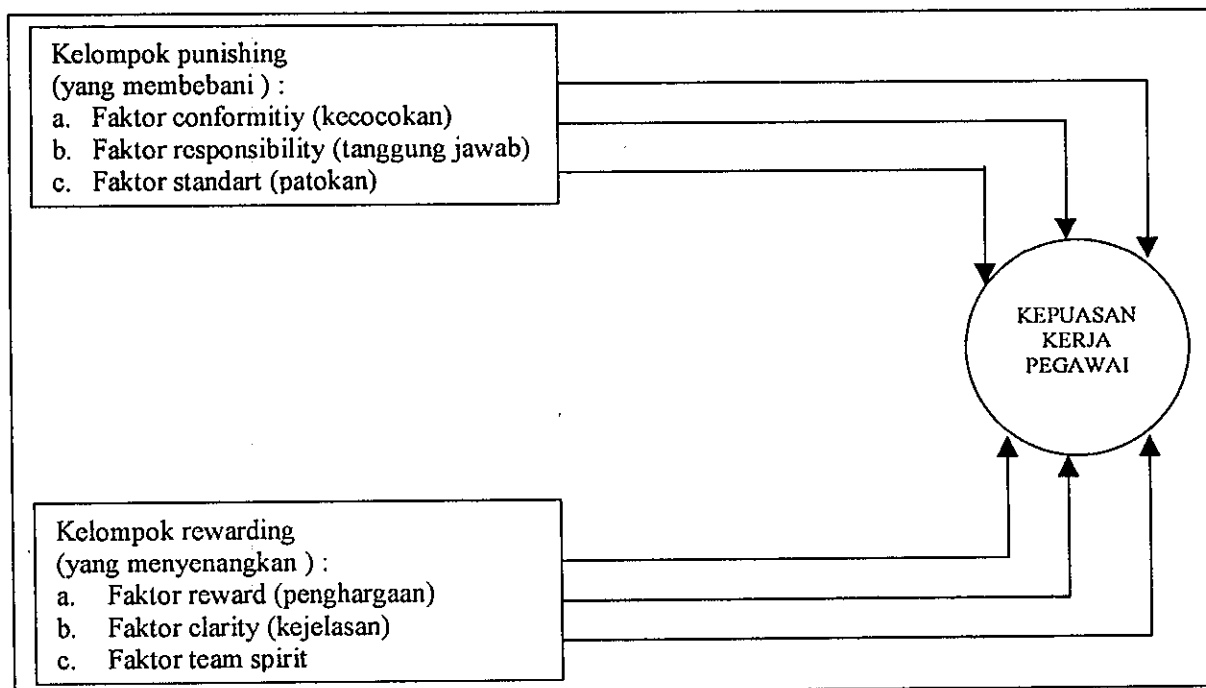 Kelompok punishing
(yang membebani ) :
a. Faktor conformitiy (kecocokan)
b. Faktor responsibility (tanggung jawab)
c. Faktor standart (patokan)
KEPUASAN
KERJA
PEGAWAI
Kelompok rewarding
(yang menyenangkan ) :
a. Faktor reward (penghargaan)
b. Faktor clarity (kejelasan)
c. Faktor team spirit